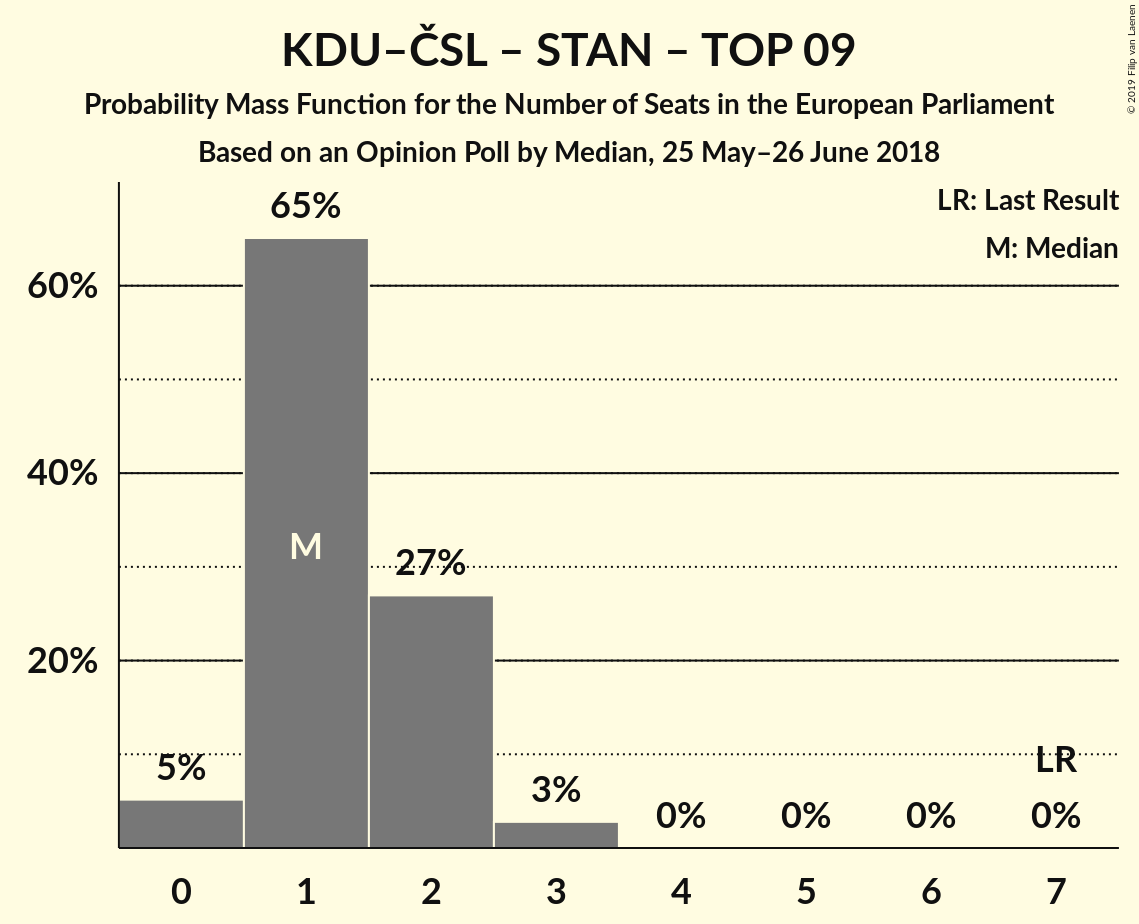 KDU–ČSL – STAN – TOP 09
Probability Mass Function for the Number of Seats in the European Parliament
Based on an Opinion Poll by Median, 25 May–26 June 2018
© 2019 Filip van Laenen
LR: Last Result
M: Median
65%
60%
40%
M
27%
20%
5%
3%
LR
0% 0% 0% 0%
0 1 2 3 4 5 6 7